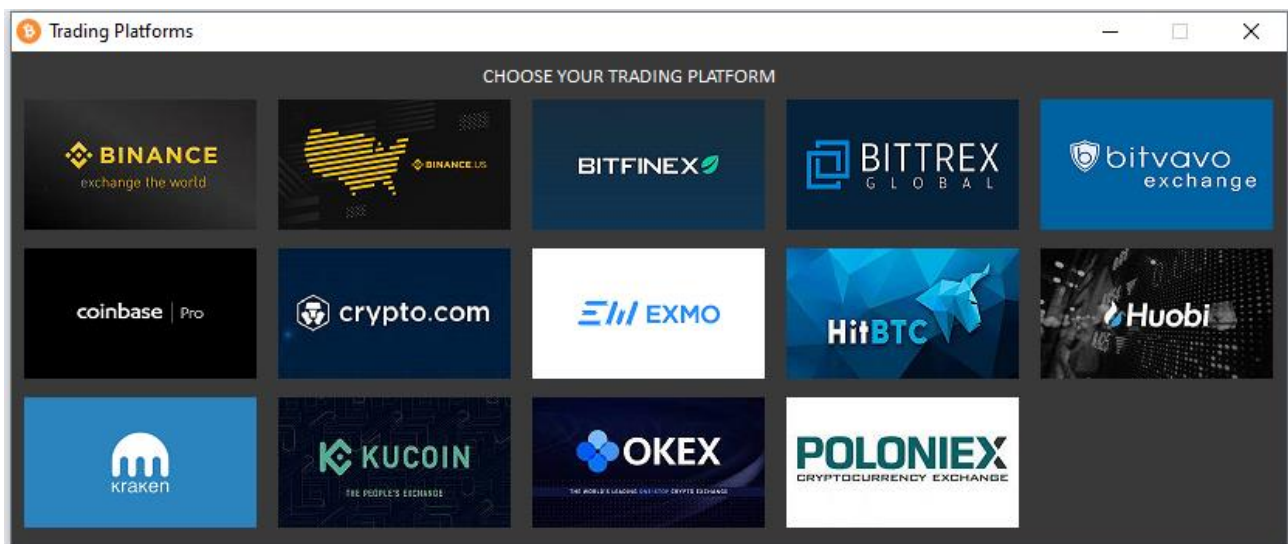 Trading Platforms
CHOOSE YOUR TRADING PLATFORM
BINANCE
exchange the world
BINANCE.US
BITFINEX
BITTREX
GLOBAL
bitvavo
exchange
coinbase | Pro
crypto.com
EXMO
HitBTC
Huobi
kraken
KUCOIN
THE PEOPLE'S EXCHANGE
OKEX
THE WORLD'S LEADING ONE-STOP CRYPTO EXCHANGE
POLONIEX
CRYPTOCURRENCY EXCHANGE